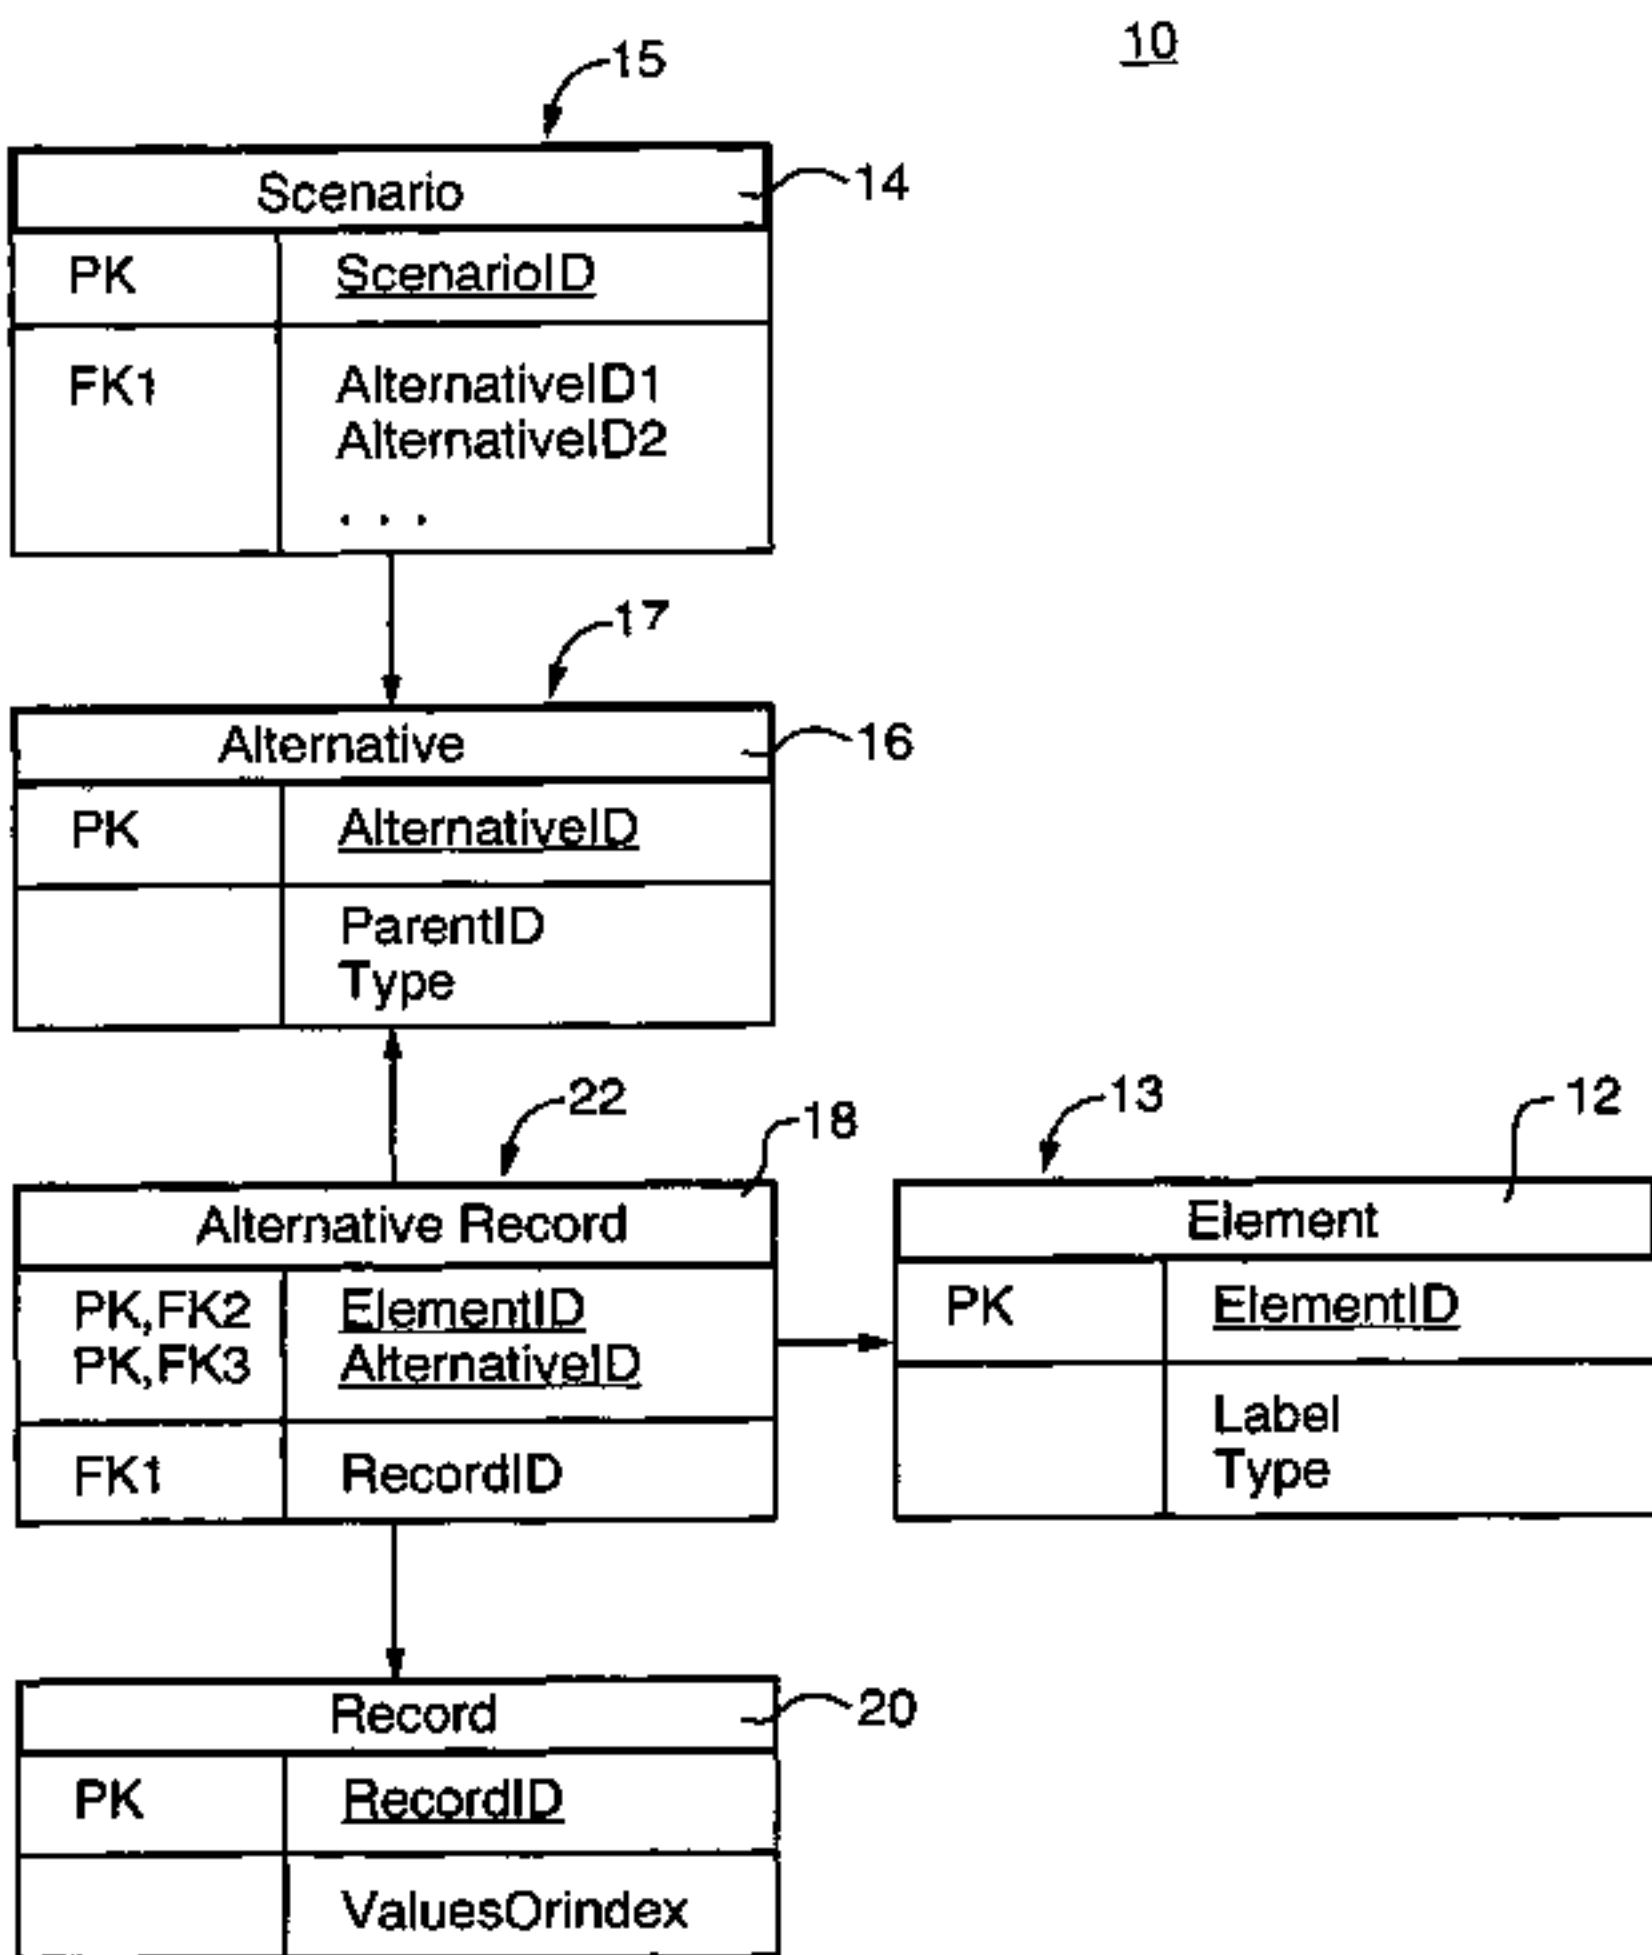 10
15
Scenario
14
PK ScenarioID
FK1 AlternativeID1
AlternativeID2
. . .
17
Alternative
16
PK AlternativeID
ParentID
Type
22
18
Alternative Record
PK,FK2 ElementID
PK,FK3 AlternativeID
FK1 RecordID
13
12
Element
PK ElementID
Label
Type
Record
20
PK RecordID
ValuesOrindex